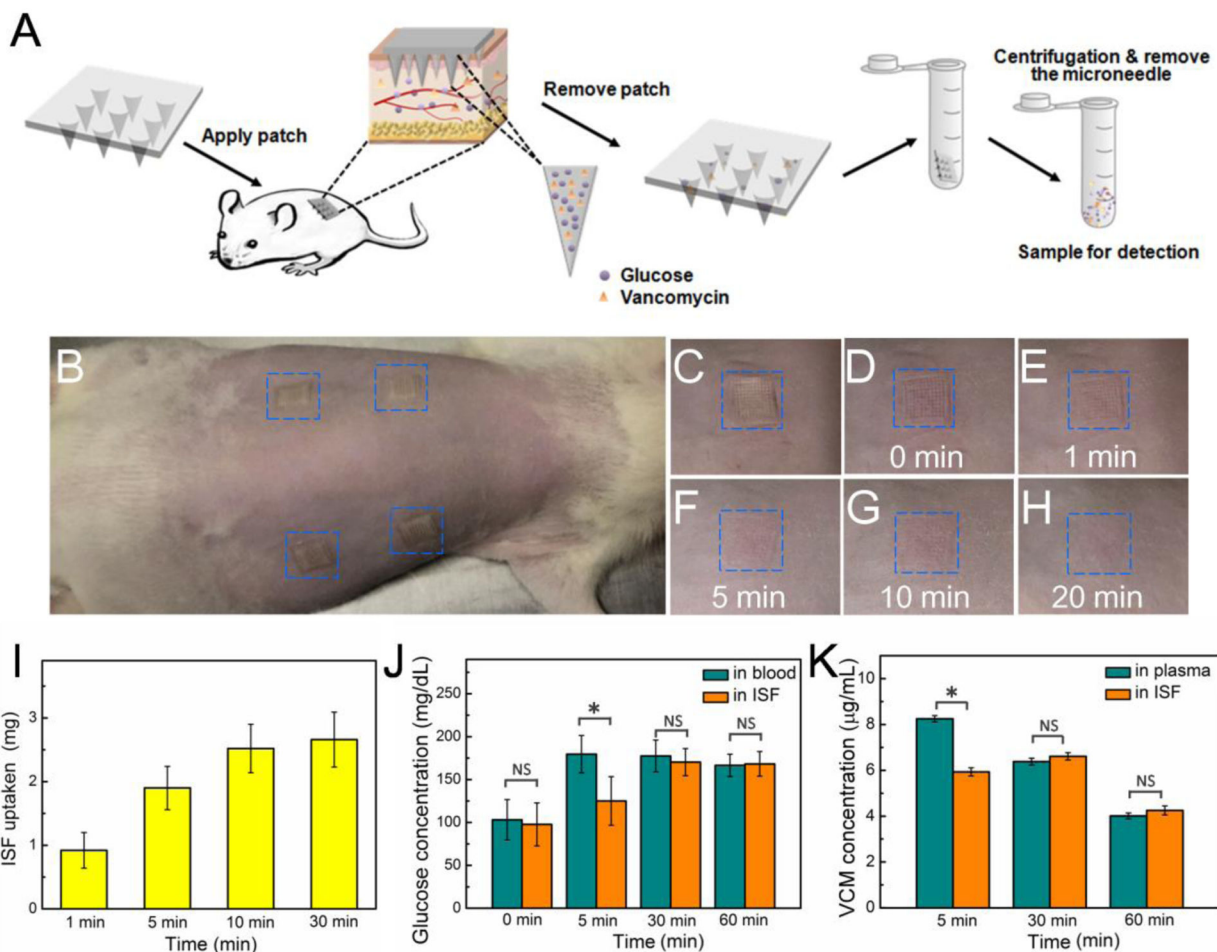 A
Apply patch
Remove patch
Centrifugation & remove
the microneedle
Glucose
Vancomycin
Sample for detection
B
C
D
0 min
E
1 min
F
5 min
G
10 min
H
20 min
I
ISF uptaken (mg)
3
2
1
0
1 min
5 min
10 min
30 min
Time (min)
J
Glucose concentration (mg/dL)
250
200
150
100
50
0
in blood
in ISF
NS
*
NS
NS
0 min
5 min
30 min
60 min
Time (min)
K
VCM concentration (μg/mL)
10
8
6
4
2
0
in plasma
in ISF
*
NS
NS
5 min
30 min
60 min
Time (min)